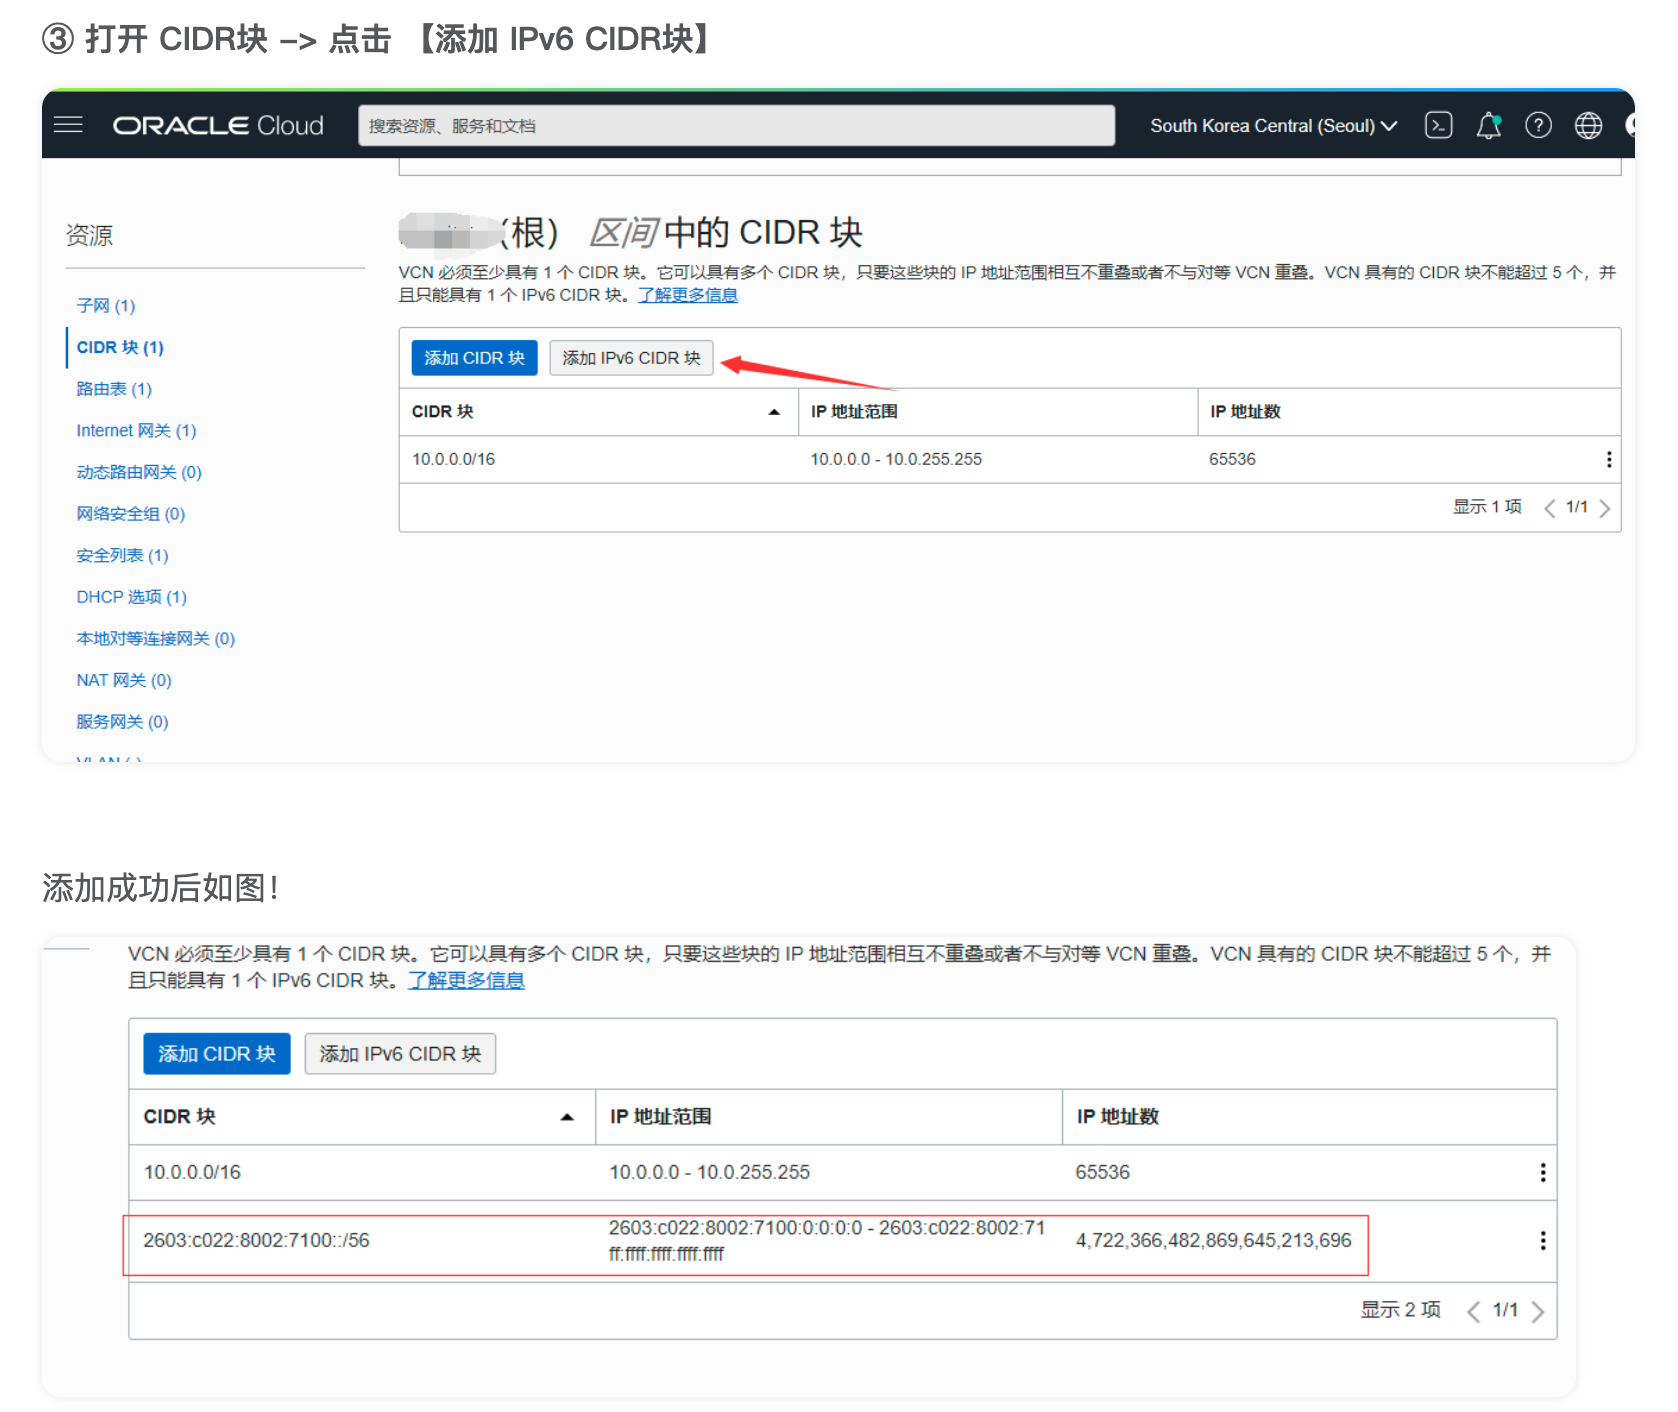 ③ 打开 CIDR块 –> 点击 【添加 IPv6 CIDR块】
ORACLE Cloud
搜索资源、服务和文档
South Korea Central (Seoul)
资源
子网 (1)
CIDR 块 (1)
路由表 (1)
Internet 网关 (1)
动态路由网关 (0)
网络安全组 (0)
安全列表 (1)
DHCP 选项 (1)
本地对等连接网关 (0)
NAT 网关 (0)
服务网关 (0)
(根) 区间 中的 CIDR 块
VCN 必须至少具有 1 个 CIDR 块。它可以具有多个 CIDR 块，只要这些块的 IP 地址范围相互不重叠或者不与对等 VCN 重叠。VCN 具有的 CIDR 块不能超过 5 个，并
且只能具有 1 个 IPv6 CIDR 块。了解更多信息
添加 CIDR 块 添加 IPv6 CIDR 块
CIDR 块 IP 地址范围 IP 地址数
10.0.0.0/16 10.0.0.0 - 10.0.255.255 65536
显示 1 项 1/1
添加成功后如图！
VCN 必须至少具有 1 个 CIDR 块。它可以具有多个 CIDR 块，只要这些块的 IP 地址范围相互不重叠或者不与对等 VCN 重叠。VCN 具有的 CIDR 块不能超过 5 个，并
且只能具有 1 个 IPv6 CIDR 块。了解更多信息
添加 CIDR 块 添加 IPv6 CIDR 块
CIDR 块 IP 地址范围 IP 地址数
10.0.0.0/16 10.0.0.0 - 10.0.255.255 65536
2603:c022:8002:7100::/56 2603:c022:8002:7100:0:0:0:0 - 2603:c022:8002:71
ff:ffff:ffff:ffff:ffff 4,722,366,482,869,645,213,696
显示 2 项 1/1